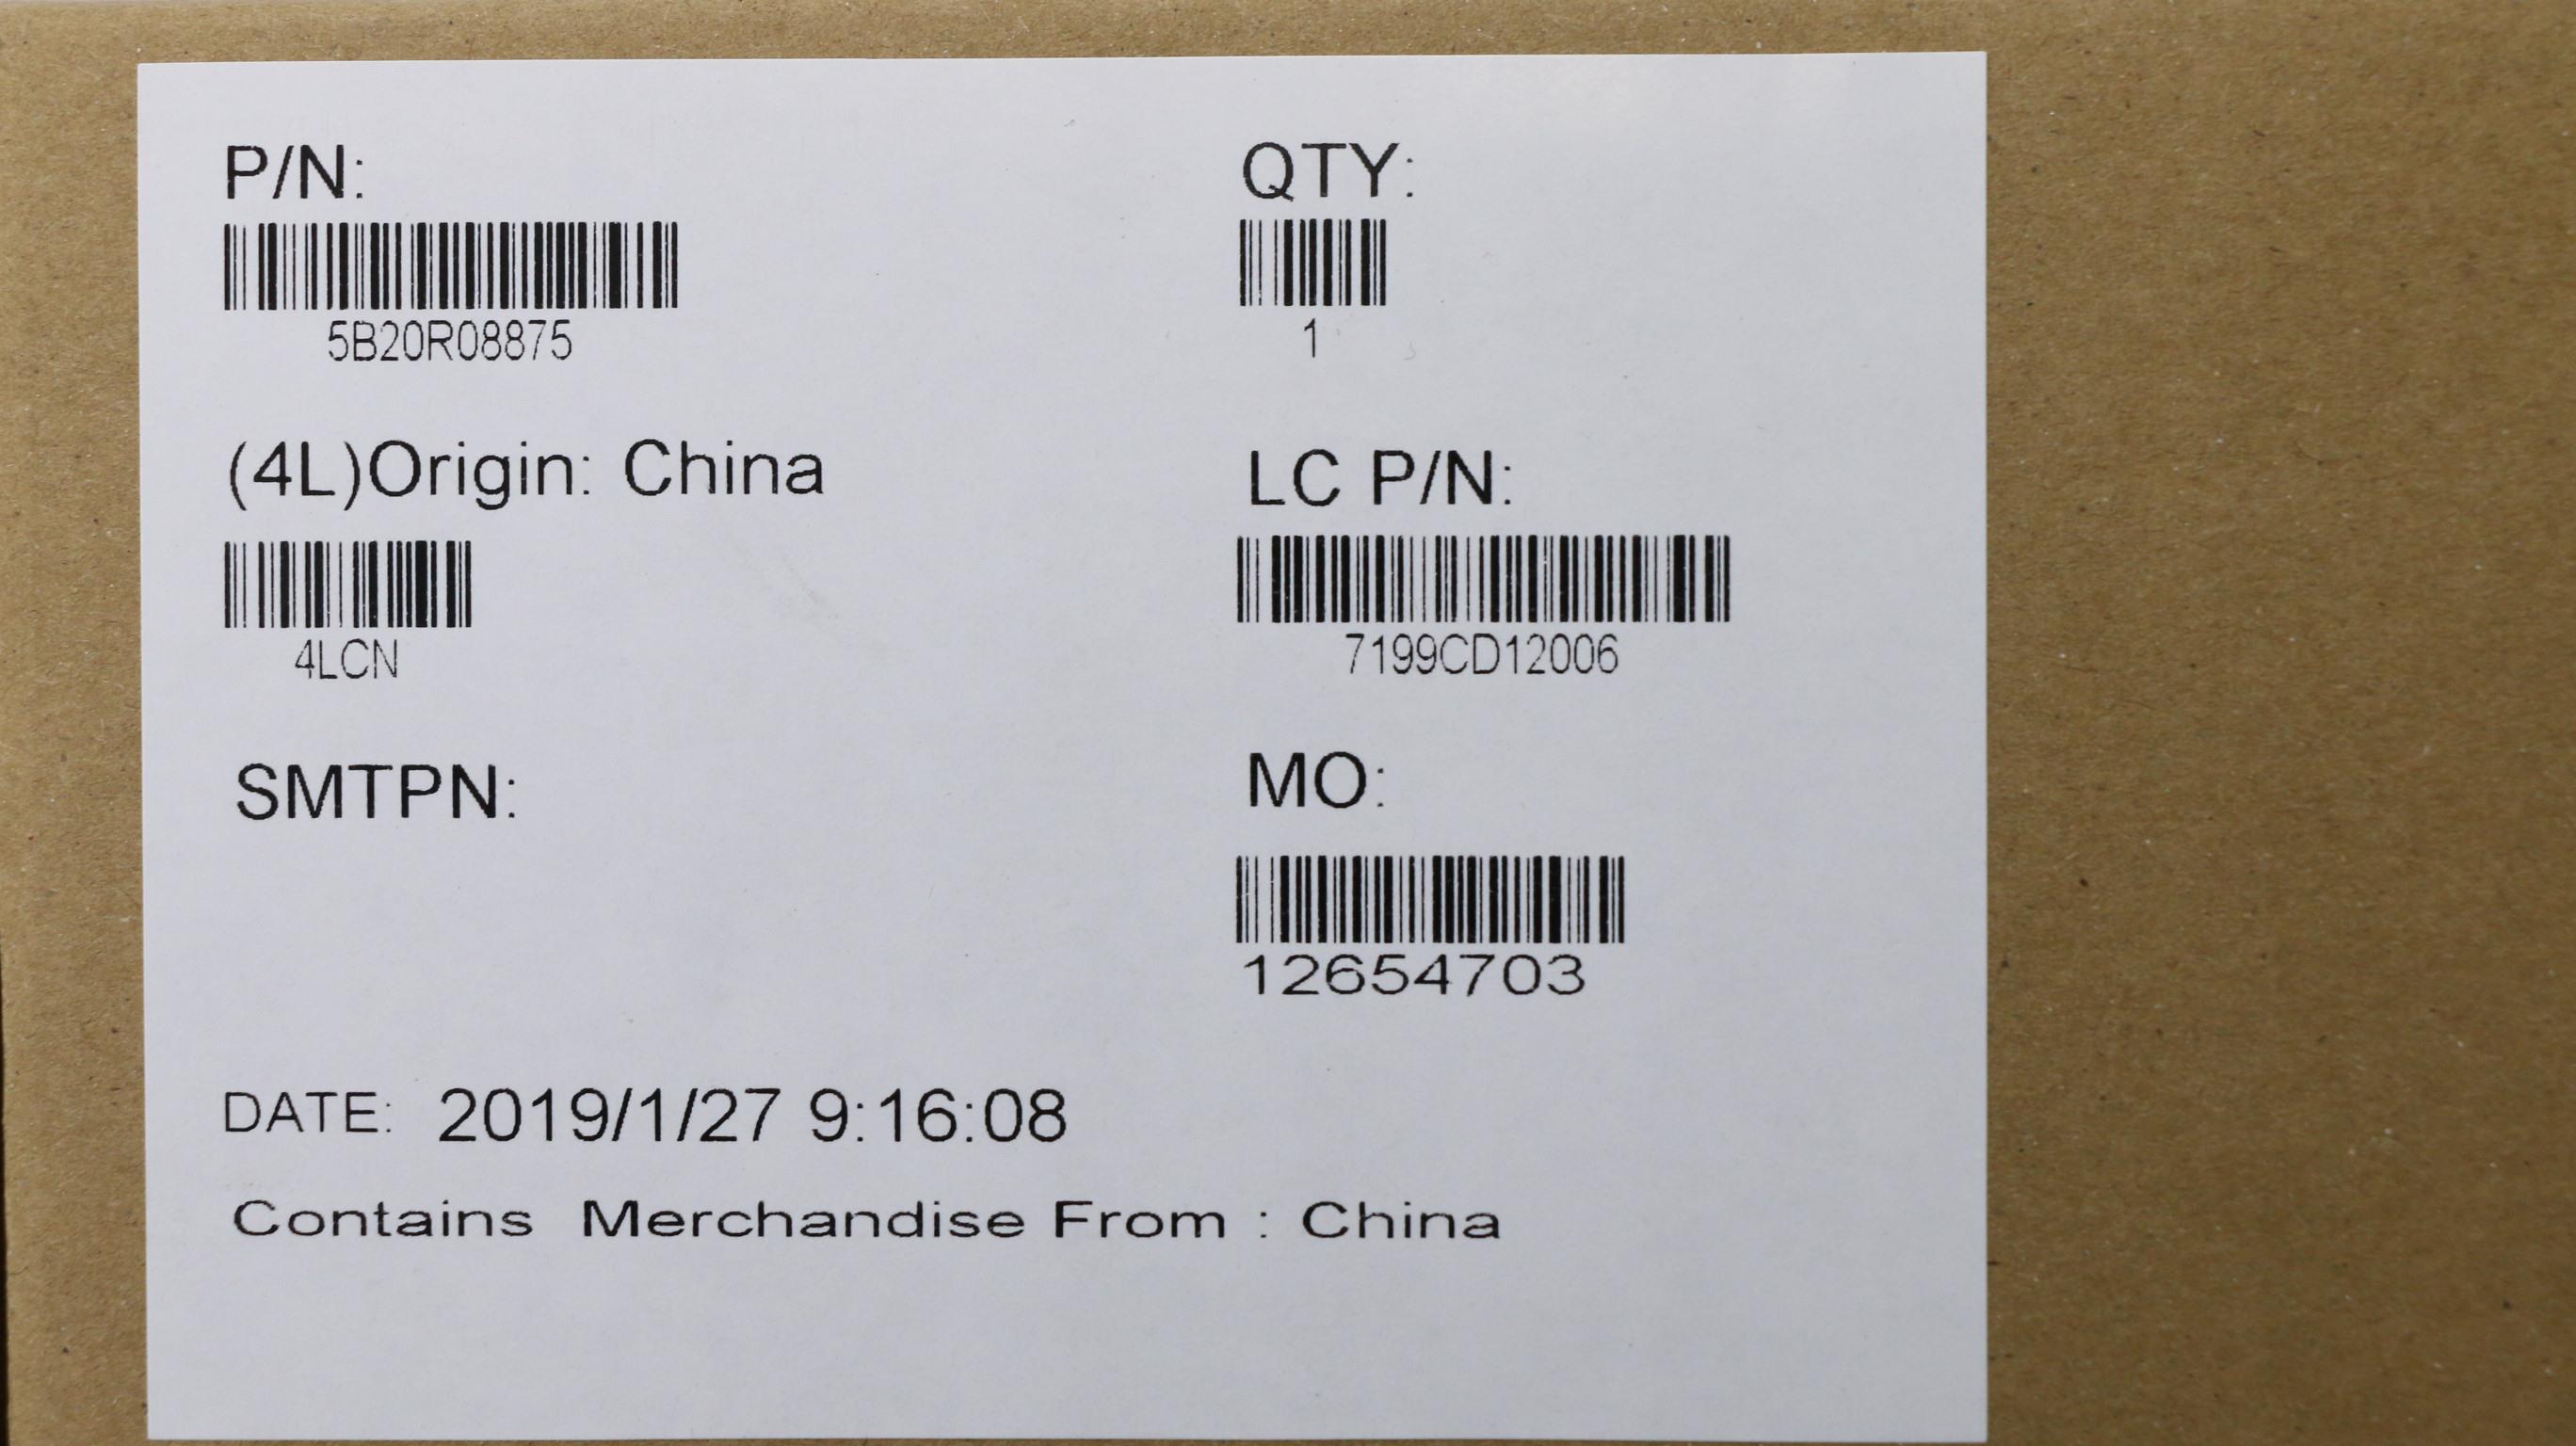 P/N:
5B20R08875
QTY:
1
(4L)Origin: China
4LCN
LC P/N:
7199CD12006
SMTPN:
MO:
12654703
DATE: 2019/1/27 9:16:08
Contains Merchandise From : China